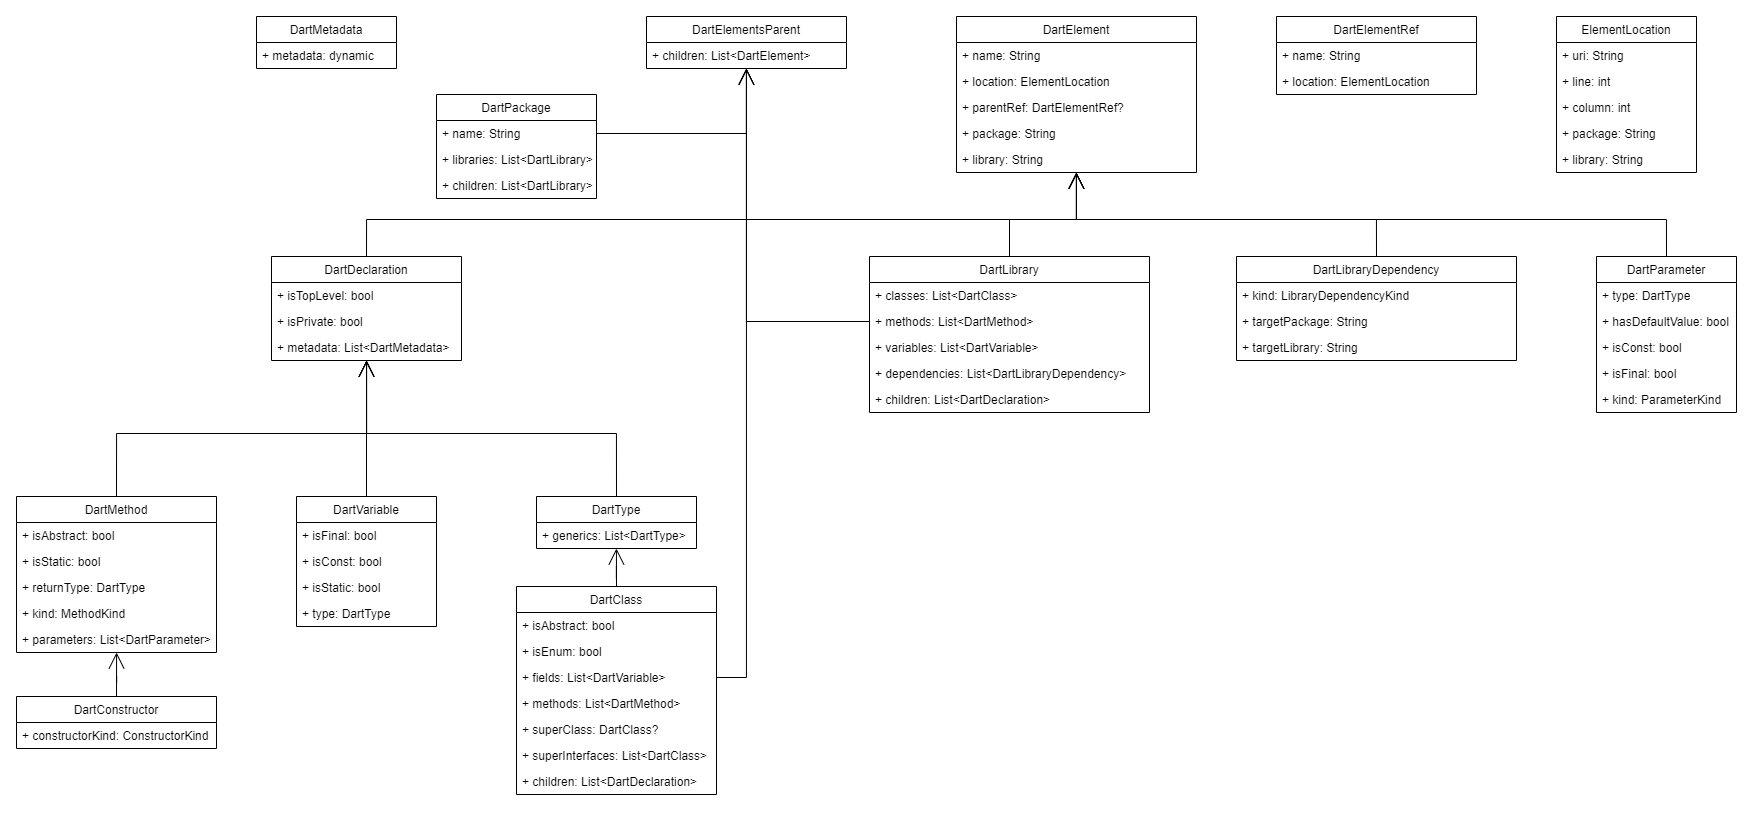 DartMetadata
+ metadata: dynamic
DartElementsParent
+ children: List<DartElement>
DartElement
+ name: String
+ location: ElementLocation
+ parentRef: DartElementRef?
+ package: String
+ library: String
DartElementRef
+ name: String
+ location: ElementLocation
ElementLocation
+ uri: String
+ line: int
+ column: int
+ package: String
+ library: String
DartPackage
+ name: String
+ libraries: List<DartLibrary>
+ children: List<DartLibrary>
DartDeclaration
+ isTopLevel: bool
+ isPrivate: bool
+ metadata: List<DartMetadata>
DartLibrary
+ classes: List<DartClass>
+ methods: List<DartMethod>
+ variables: List<DartVariable>
+ dependencies: List<DartLibraryDependency>
+ children: List<DartDeclaration>
DartLibraryDependency
+ kind: LibraryDependencyKind
+ targetPackage: String
+ targetLibrary: String
DartParameter
+ type: DartType
+ hasDefaultValue: bool
+ isConst: bool
+ isFinal: bool
+ kind: ParameterKind
DartMethod
+ isAbstract: bool
+ isStatic: bool
+ returnType: DartType
+ kind: MethodKind
+ parameters: List<DartParameter>
DartVariable
+ isFinal: bool
+ isConst: bool
+ isStatic: bool
+ type: DartType
DartType
+ generics: List<DartType>
DartClass
+ isAbstract: bool
+ isEnum: bool
+ fields: List<DartVariable>
+ methods: List<DartMethod>
+ superClass: DartClass?
+ superInterfaces: List<DartClass>
+ children: List<DartDeclaration>
DartConstructor
+ constructorKind: ConstructorKind